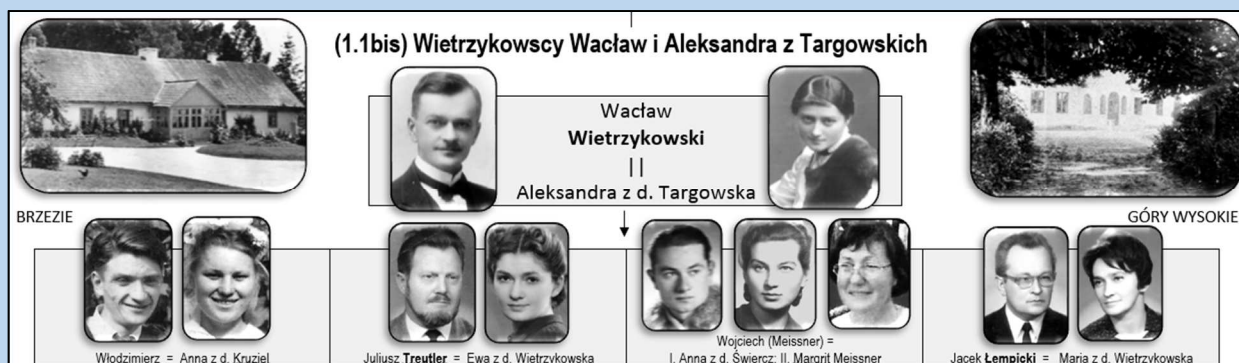 (1.1bis) Wietrzykowscy Wacław i Aleksandra z Targowskich
Wacław
Wietrzykowski
||
Aleksandra z d. Targowska
BRZEZIE
GÓRY WYSOKIE
Włodzimierz = Anna z d. Kruziel
Juliusz Treutler = Ewa z d. Wietrzykowska
Wojciech (Meissner) =
I. Anna z d. Świercz; II. Margrit Meissner
Jacek Łempicki = Maria z d. Wietrzykowska